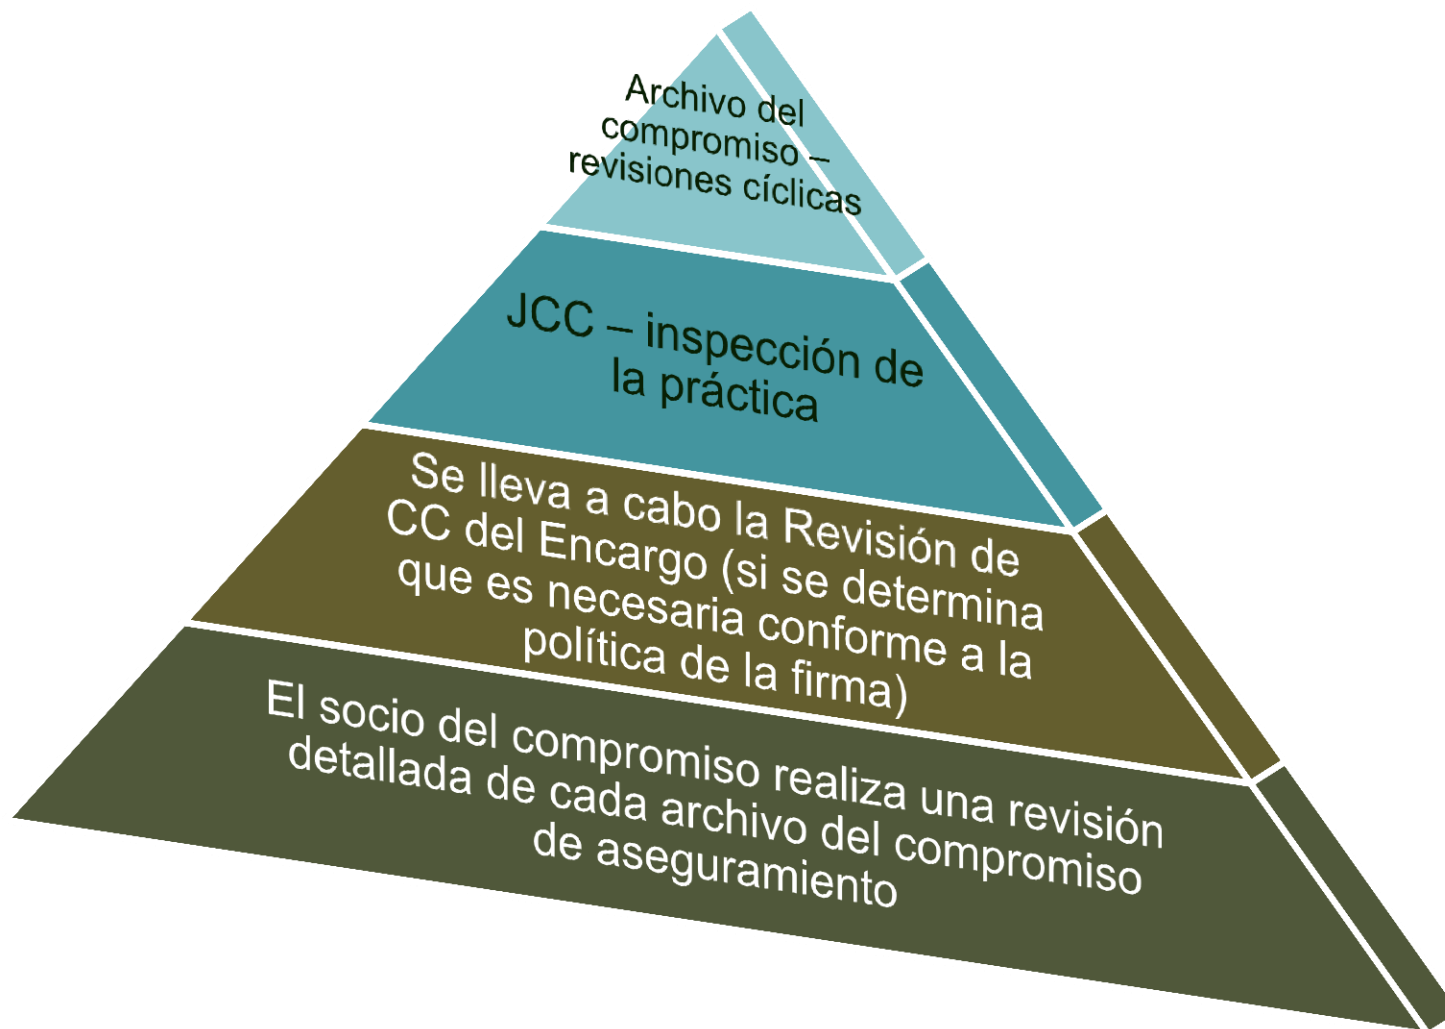 Archivo del
compromiso –
revisiones cíclicas
JCC – inspección de
la práctica
Se lleva a cabo la Revisión de
CC del Encargo (si se determina
que es necesaria conforme a la
política de la firma)
El socio del compromiso realiza una revisión
detallada de cada archivo del compromiso
de aseguramiento